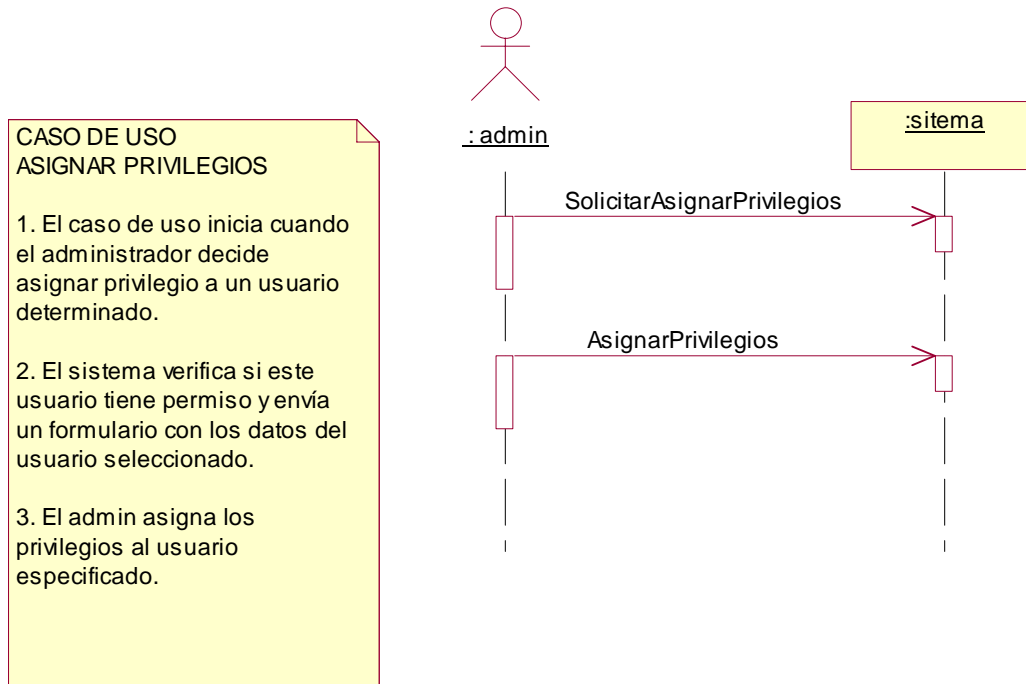 CASO DE USO
ASIGNAR PRIVILEGIOS
1. El caso de uso inicia cuando
el administrador decide
asignar privilegio a un usuario
determinado.
2. El sistema verifica si este
usuario tiene permiso y envía
un formulario con los datos del
usuario seleccionado.
3. El admin asigna los
privilegios al usuario
especificado.
: admin
:sitema
SolicitarAsignarPrivilegios
AsignarPrivilegios